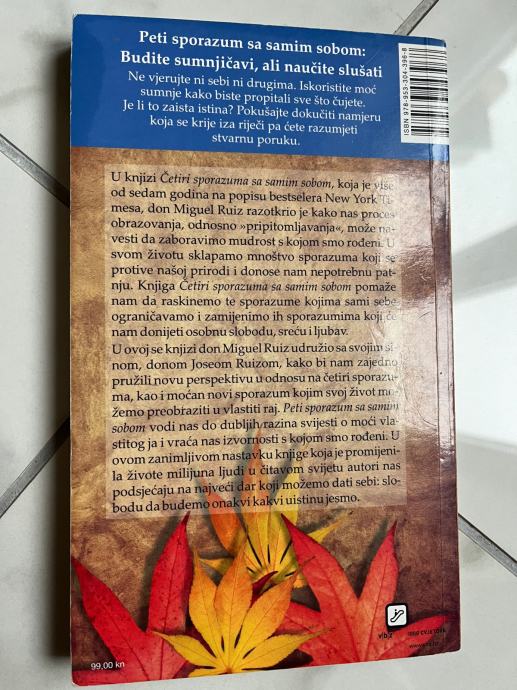 Peti sporazum sa samim sobom:
Budite sumnjičavi, ali naučite slušati
Ne vjerujte ni sebi ni drugima. Iskoristite moć
sumnje kako biste propitali sve što čujete.
Je li to zaista istina? Pokušajte dokučiti namjeru
koja se krije iza riječi pa ćete razumjeti
stvarnu poruku.
ISBN 978-953-304-396-8
U knjizi Četiri sporazuma sa samim sobom, koja je više
od sedam godina na popisu bestselera New York Ti-
mesa, don Miguel Ruiz razotkrio je kako nas proces
obrazovanja, odnosno »pripitomljavanja«, može na-
vesti da zaboravimo mudrost s kojom smo rođeni. U
svom životu sklapamo mnoštvo sporazuma koji se
protive našoj prirodi i donose nam nepotrebnu pat-
nju. Knjiga Četiri sporazuma sa samim sobom pomaže
nam da raskinemo te sporazume kojima sami sebe
ograničavamo i zamijenimo ih sporazumima koji će
nam donijeti osobnu slobodu, sreću i ljubav.
U ovoj se knjizi don Miguel Ruiz udružio sa svojim si-
nom, donom Joseom Ruizom, kako bi nam zajedno
pružili novu perspektivu u odnosu na četiri sporazu-
ma, kao i moćan novi sporazum kojim svoj život mo-
žemo preobraziti u vlastiti raj. Peti sporazum sa samim
sobom vodi nas do dubljih razina svijesti o moći vla-
stitog ja i vraća nas izvornosti s kojom smo rođeni. U
ovom zanimljivom nastavku knjige koja je promijeni-
la živote milijuna ljudi u čitavom svijetu autori nas
podsjećaju na najveći dar koji možemo dati sebi: slo-
bodu da budemo onakvi kakvi uistinu jesmo.
99,00 kn